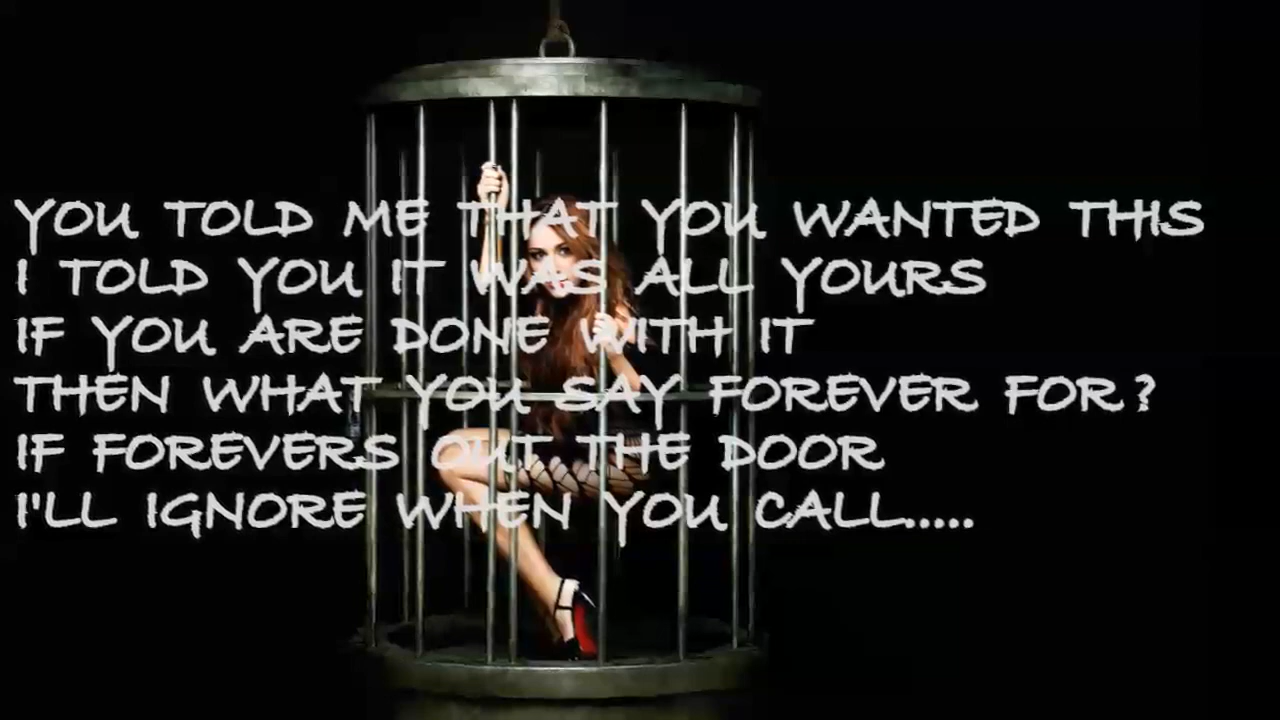 YOU TOLD ME THAT YOU WANTED THIS
I TOLD YOU IT WAS ALL YOURS
IF YOU ARE DONE WITH IT
THEN WHAT YOU SAY FOREVER FOR?
IF FOREVERS OUT THE DOOR
I'LL IGNORE WHEN YOU CALL.....